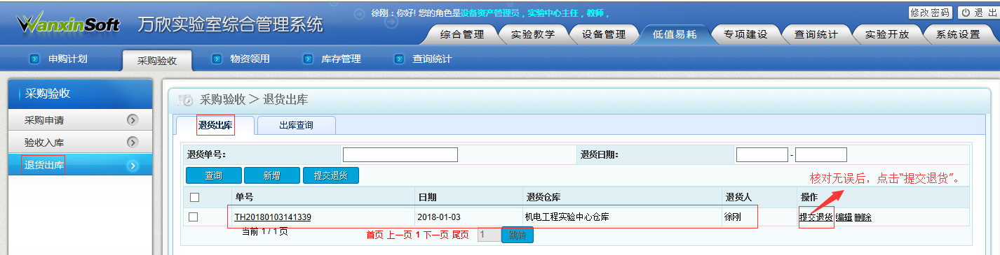 WanxinSoft 万欣实验室综合管理系统
徐刚：你好! 您的角色是设备资产管理员，实验中心主任，教师，
修改密码 退 出
综合管理 实验教学 设备管理 低值易耗 专项建设 查询统计 实验开放 系统设置
申购计划 采购验收 物资领用 库存管理 查询统计
采购验收
采购申请
验收入库
退货出库
采购验收 ＞ 退货出库
退货出库 出库查询
退货单号: 退货日期: -
查询 新增 提交退货
核对无误后，点击“提交退货”。
单号 日期 退货仓库 退货人 操作
TH20180103141339 2018-01-03 机电工程实验中心仓库 徐刚 提交退货 编辑 删除
当前 1 / 1 页 首页 上一页 1 下一页 尾页 1 跳转